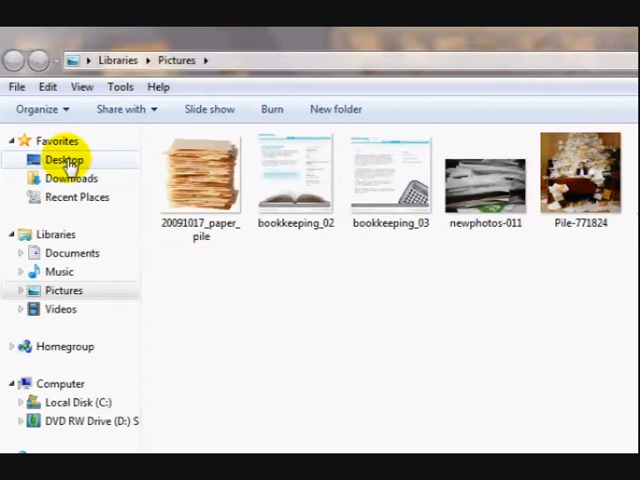 Libraries Pictures
File Edit View Tools Help
Organize Share with Slide show Burn New folder
Favorites
Desktop
Downloads
Recent Places
Libraries
Documents
Music
Pictures
Videos
Homegroup
Computer
Local Disk (C:)
DVD RW Drive (D:) S
20091017_paper_
pile
bookkeeping_02
bookkeeping_03
newphotos-011
Pile-771824